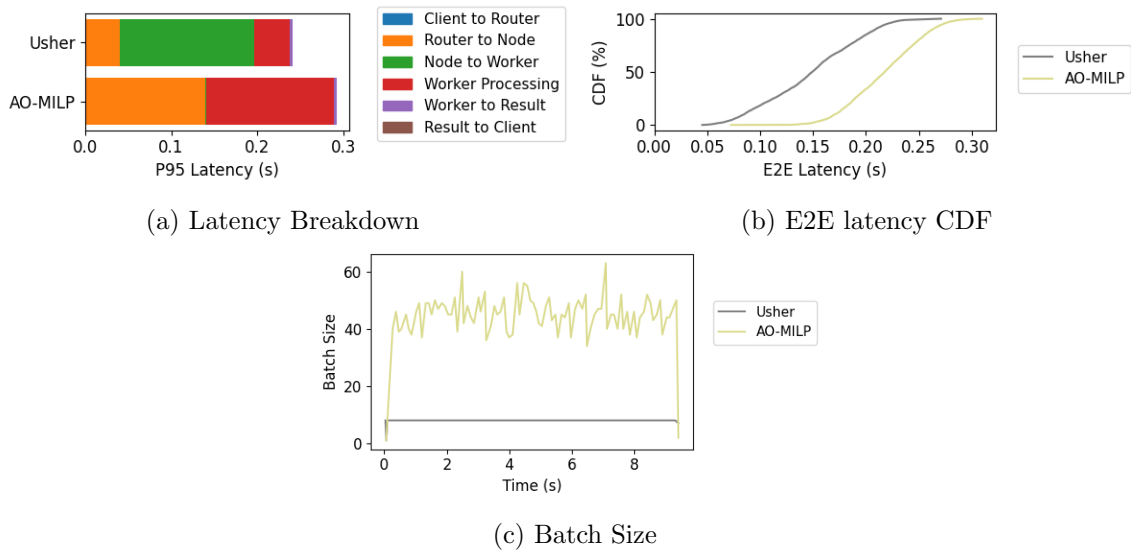 Usher
AO-MILP
0.0 0.1 0.2 0.3
P95 Latency (s)
Client to Router
Router to Node
Node to Worker
Worker Processing
Worker to Result
Result to Client
(a) Latency Breakdown
CDF (%)
100
50
0
0.00 0.05 0.10 0.15 0.20 0.25 0.30
E2E Latency (s)
Usher
AO-MILP
(b) E2E latency CDF
Batch Size
60
40
20
0
0 2 4 6 8
Time (s)
Usher
AO-MILP
(c) Batch Size